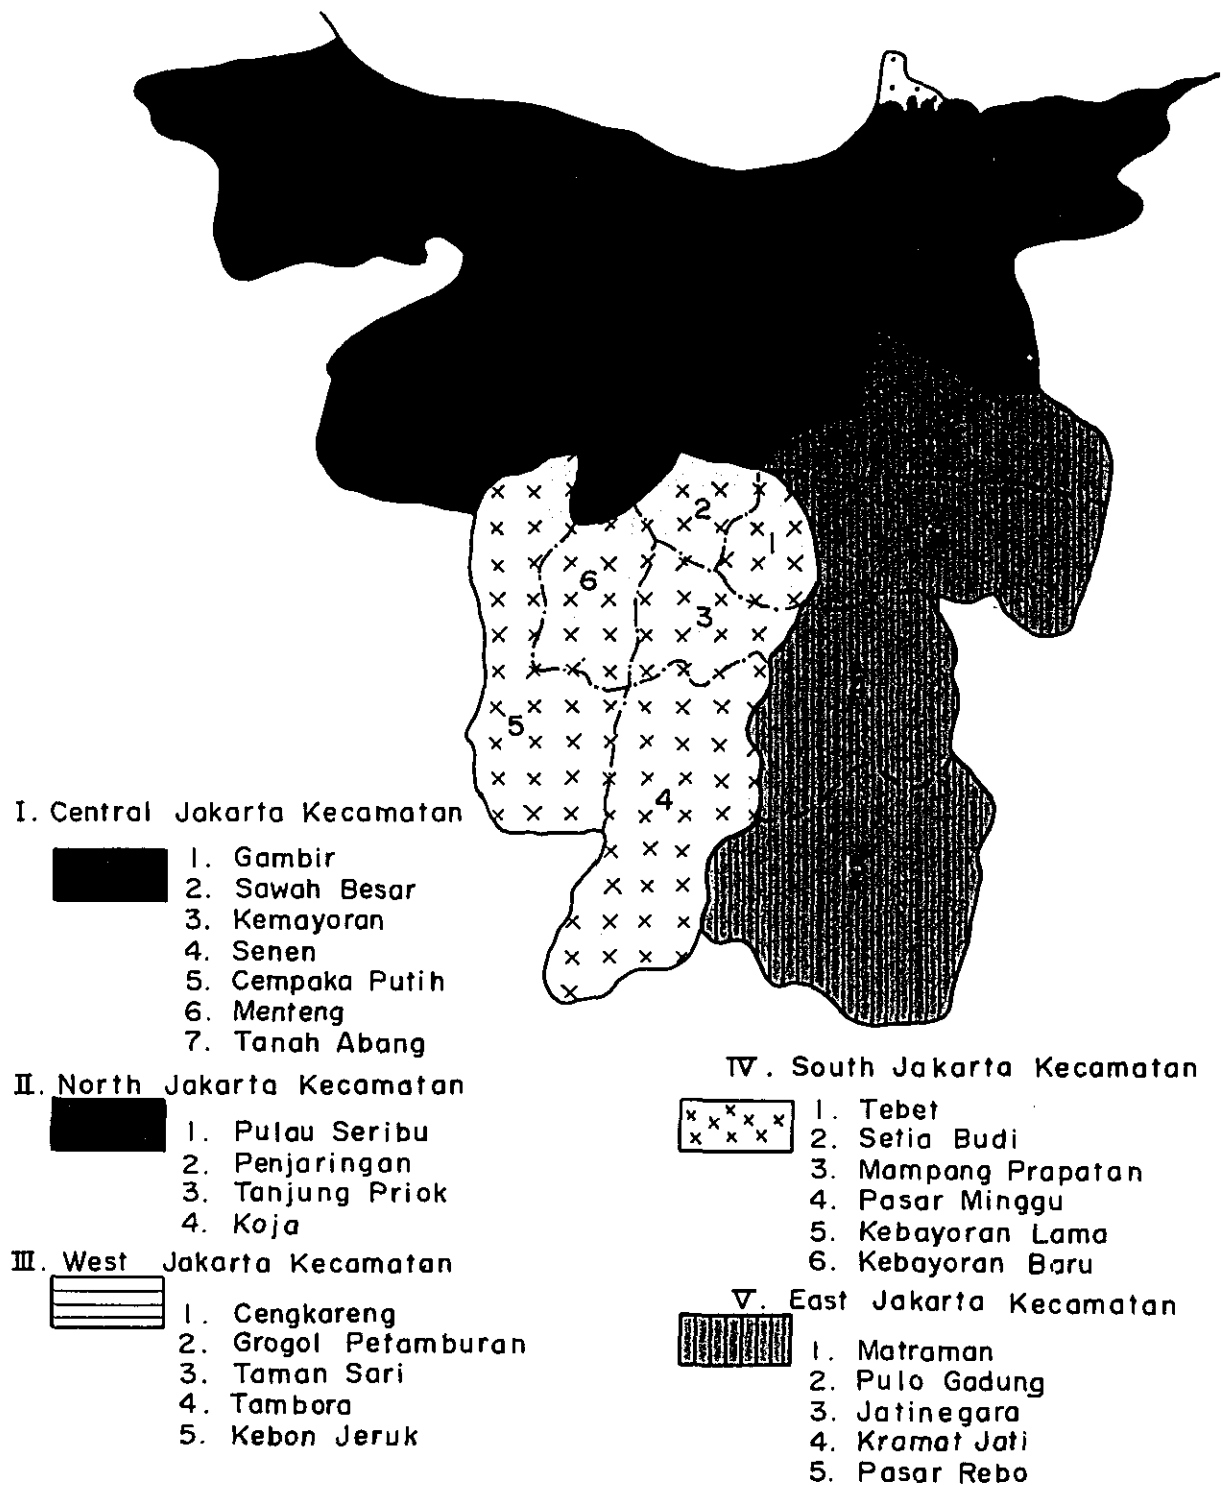 2
1
6
3
5
4
I. Central Jakarta Kecamatan
1. Gambir
2. Sawah Besar
3. Kemayoran
4. Senen
5. Cempaka Putih
6. Menteng
7. Tanah Abang
II. North Jakarta Kecamatan
1. Pulau Seribu
2. Penjaringan
3. Tanjung Priok
4. Koja
III. West Jakarta Kecamatan
1. Cengkareng
2. Grogol Petamburan
3. Taman Sari
4. Tambora
5. Kebon Jeruk
IV. South Jakarta Kecamatan
1. Tebet
2. Setia Budi
3. Mampang Prapatan
4. Pasar Minggu
5. Kebayoran Lama
6. Kebayoran Baru
V. East Jakarta Kecamatan
1. Matraman
2. Pulo Gadung
3. Jatinegara
4. Kramat Jati
5. Pasar Rebo